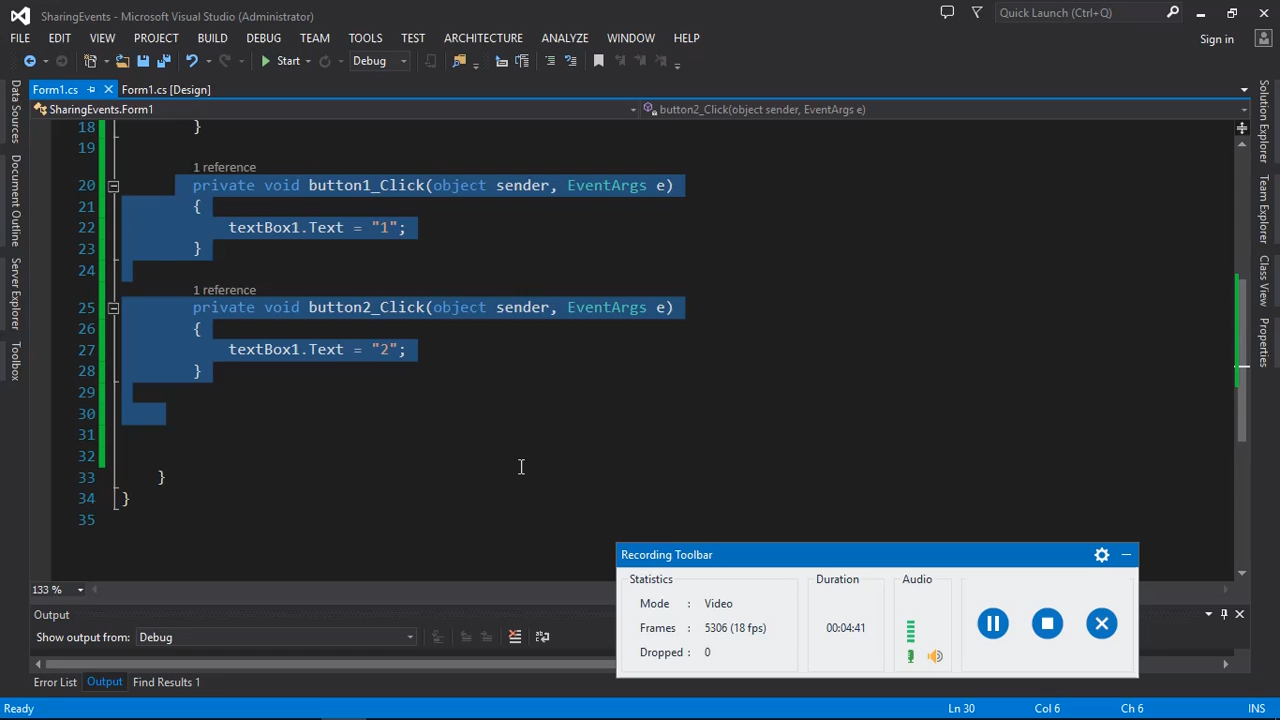 SharingEvents - Microsoft Visual Studio (Administrator)
Quick Launch (Ctrl+Q)
FILE EDIT VIEW PROJECT BUILD DEBUG TEAM TOOLS TEST ARCHITECTURE ANALYZE WINDOW HELP
Sign in
Start Debug
Form1.cs Form1.cs [Design]
SharingEvents.Form1 button2_Click(object sender, EventArgs e)
Data Sources
Document Outline
Server Explorer
Toolbox
18 }
19
1 reference
20 private void button1_Click(object sender, EventArgs e)
21 {
22 textBox1.Text = "1";
23 }
24
1 reference
25 private void button2_Click(object sender, EventArgs e)
26 {
27 textBox1.Text = "2";
28 }
29
30
31
32
33 }
34 }
35
Solution Explorer
Team Explorer
Class View
Properties
Recording Toolbar
Statistics Duration Audio
Mode : Video
Frames : 5306 (18 fps) 00:04:41
Dropped : 0
133 %
Output
Show output from: Debug
Error List Output Find Results 1
Ready Ln 30 Col 6 Ch 6 INS